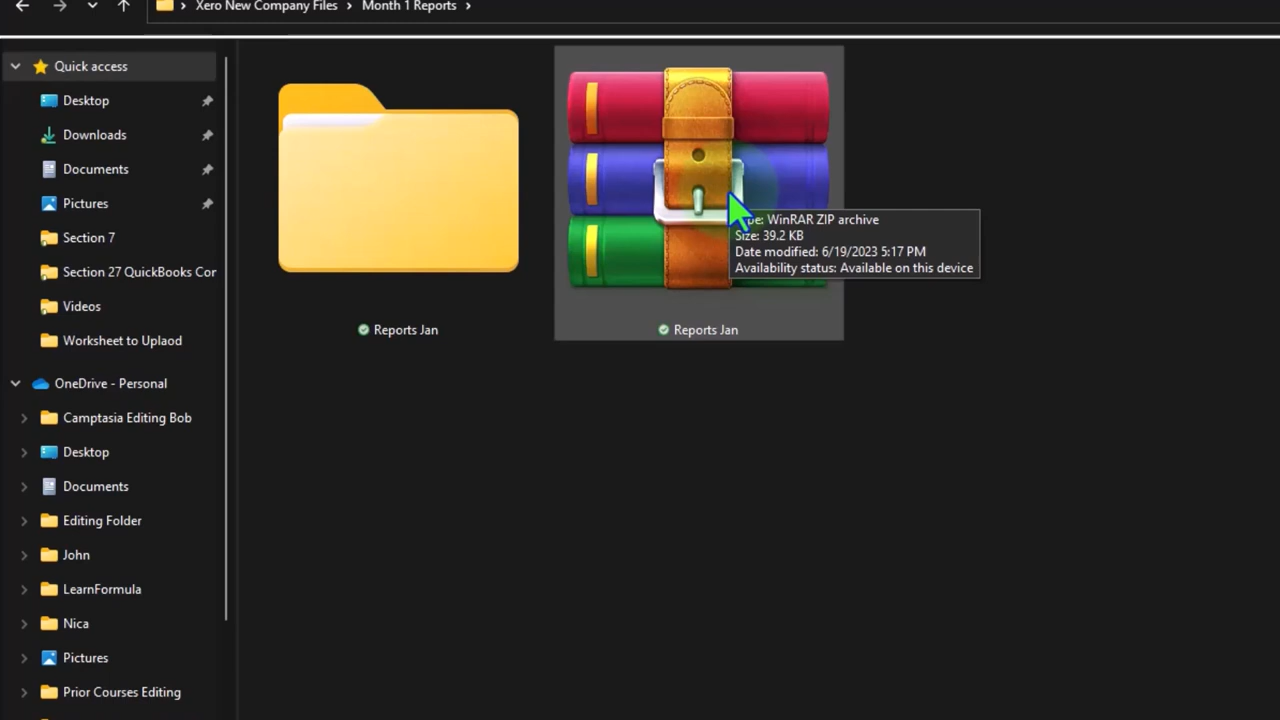 Xero New Company Files > Month 1 Reports >
Quick access
Desktop
Downloads
Documents
Pictures
Section 7
Section 27 QuickBooks Cor
Videos
Worksheet to Uplaod
OneDrive - Personal
Camptasia Editing Bob
Desktop
Documents
Editing Folder
John
LearnFormula
Nica
Pictures
Prior Courses Editing
Reports Jan
Reports Jan
pe: WinRAR ZIP archive
Size: 39.2 KB
Date modified: 6/19/2023 5:17 PM
Availability status: Available on this device